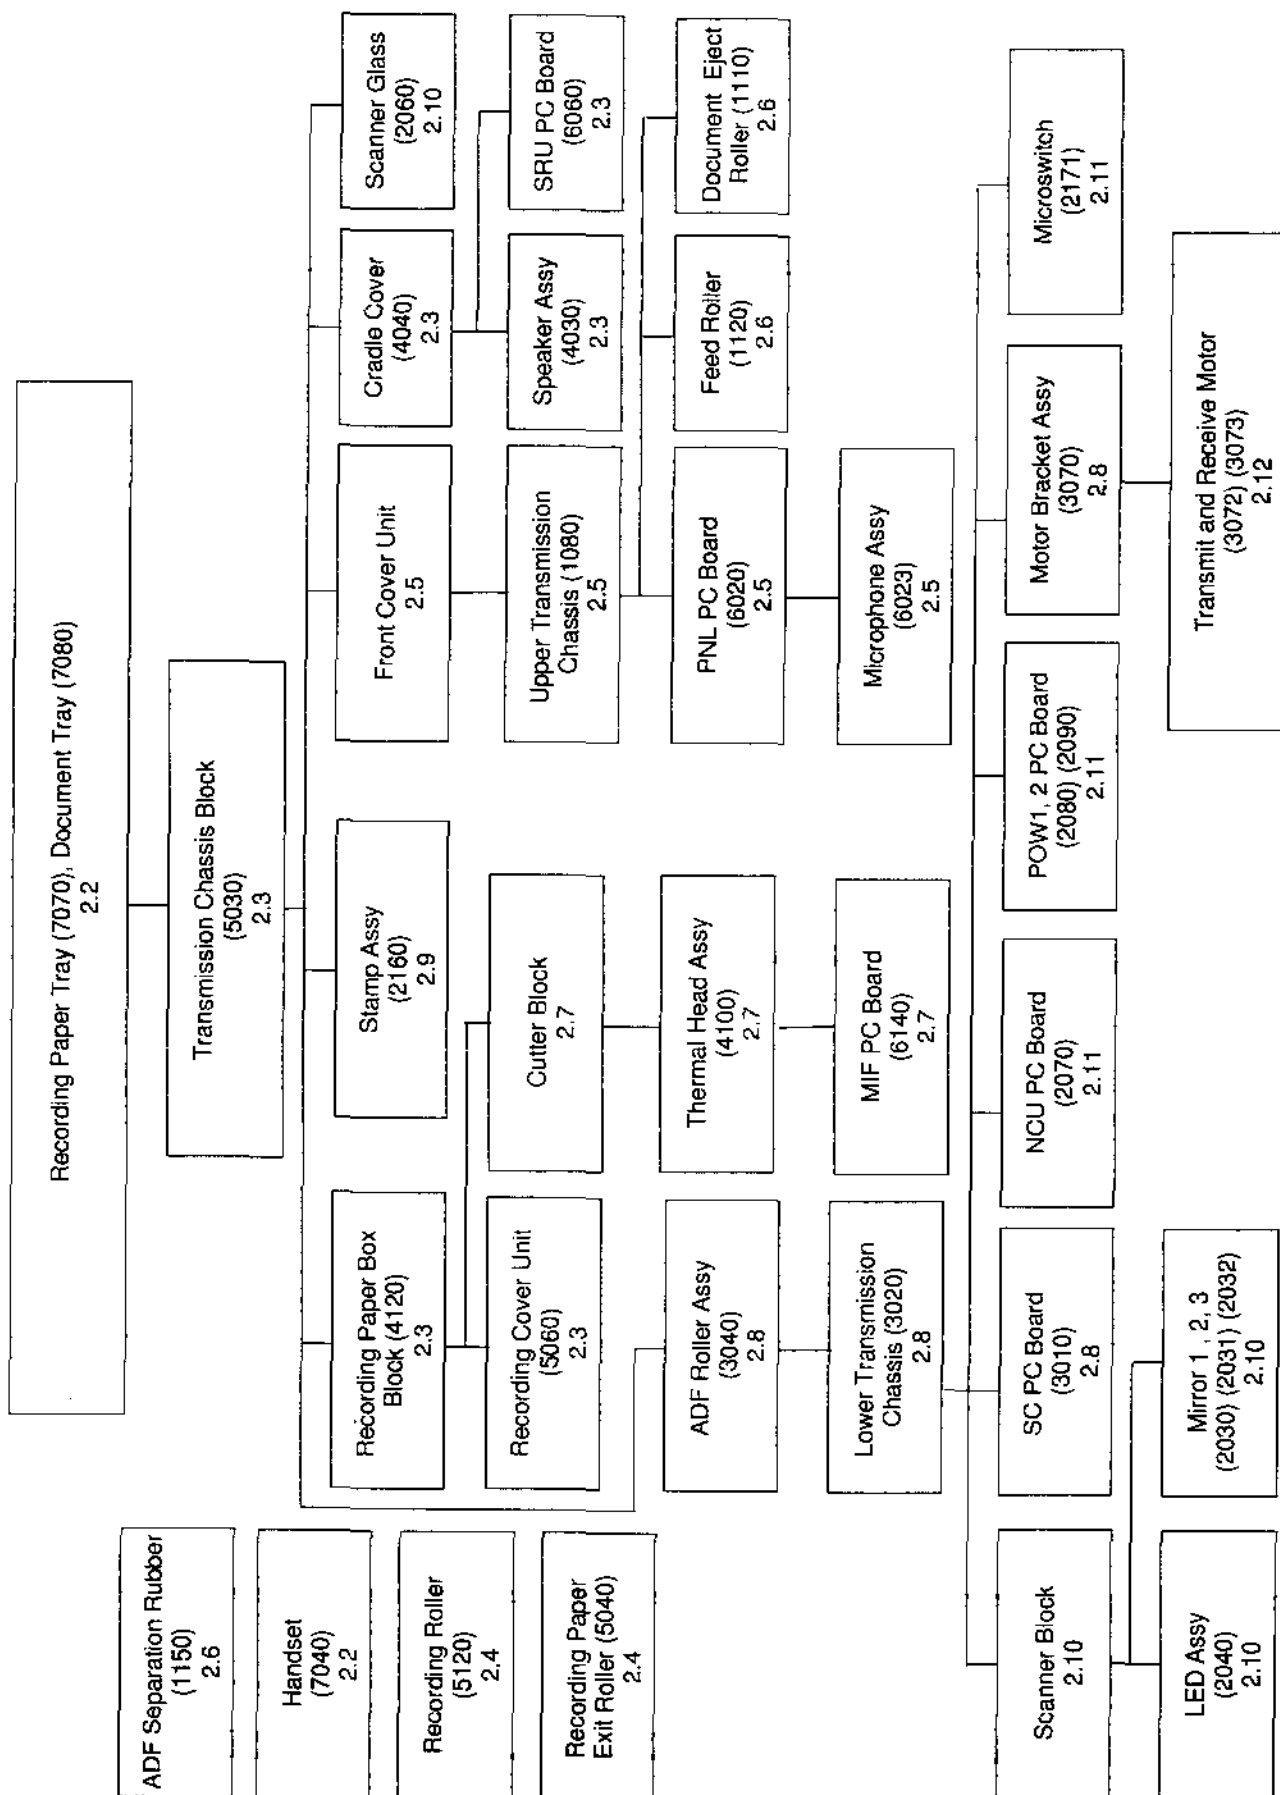 Recording Paper Tray (7070), Document Tray (7080)
2.2
Transmission Chassis Block
(5030)
2.3
ADF Separation Rubber
(1150)
2.6
Handset
(7040)
2.2
Recording Roller
(5120)
2.4
Recording Paper
Exit Roller (5040)
2.4
Recording Paper Box
Block (4120)
2.3
Stamp Assy
(2160)
2.9
Front Cover Unit
2.5
Cradle Cover
(4040)
2.3
Scanner Glass
(2060)
2.10
Recording Cover Unit
(5060)
2.3
Cutter Block
2.7
Upper Transmission
Chassis (1080)
2.5
Speaker Assy
(4030)
2.3
SRU PC Board
(6060)
2.3
ADF Roller Assy
(3040)
2.8
Thermal Head Assy
(4100)
2.7
PNL PC Board
(6020)
2.5
Feed Roller
(1120)
2.6
Document Eject
Roller (1110)
2.6
Lower Transmission
Chassis (3020)
2.8
MIF PC Board
(6140)
2.7
Microphone Assy
(6023)
2.5
Scanner Block
2.10
SC PC Board
(3010)
2.8
NCU PC Board
(2070)
2.11
POW1, 2 PC Board
(2080) (2090)
2.11
Motor Bracket Assy
(3070)
2.8
Microswitch
(2171)
2.11
LED Assy
(2040)
2.10
Mirror 1, 2, 3
(2030) (2031) (2032)
2.10
Transmit and Receive Motor
(3072) (3073)
2.12